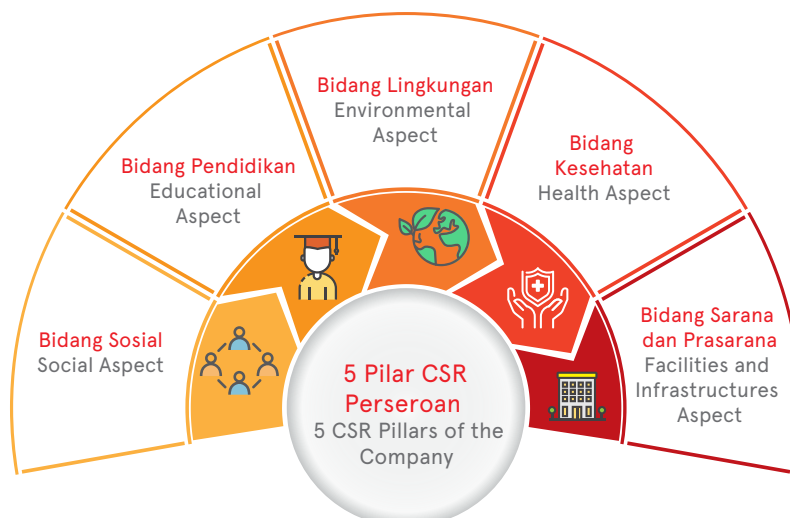 Bidang Sosial
Social Aspect
Bidang Pendidikan
Educational
Aspect
Bidang Lingkungan
Environmental
Aspect
Bidang
Kesehatan
Health Aspect
Bidang Sarana
dan Prasarana
Facilities and
Infrastructures
Aspect
5 Pilar CSR
Perseroan
5 CSR Pillars of the
Company